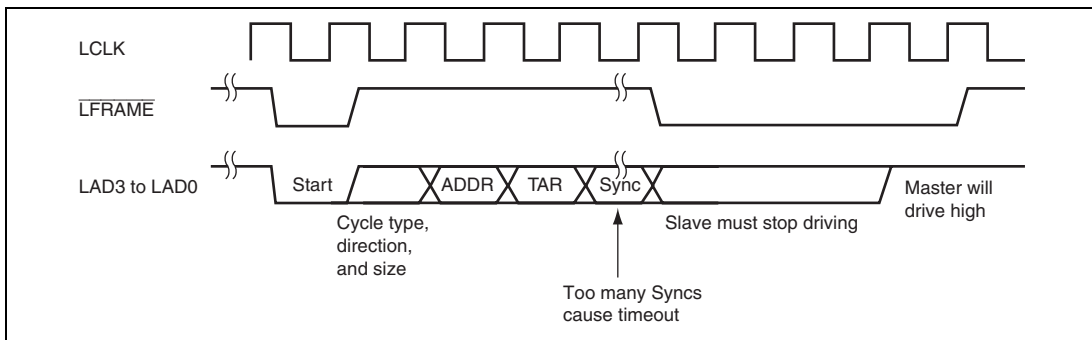 LCLK
LFRAME
LAD3 to LAD0
Start
ADDR
TAR
Sync
Cycle type,
direction,
and size
Slave must stop driving
Master will
drive high
Too many Syncs
cause timeout